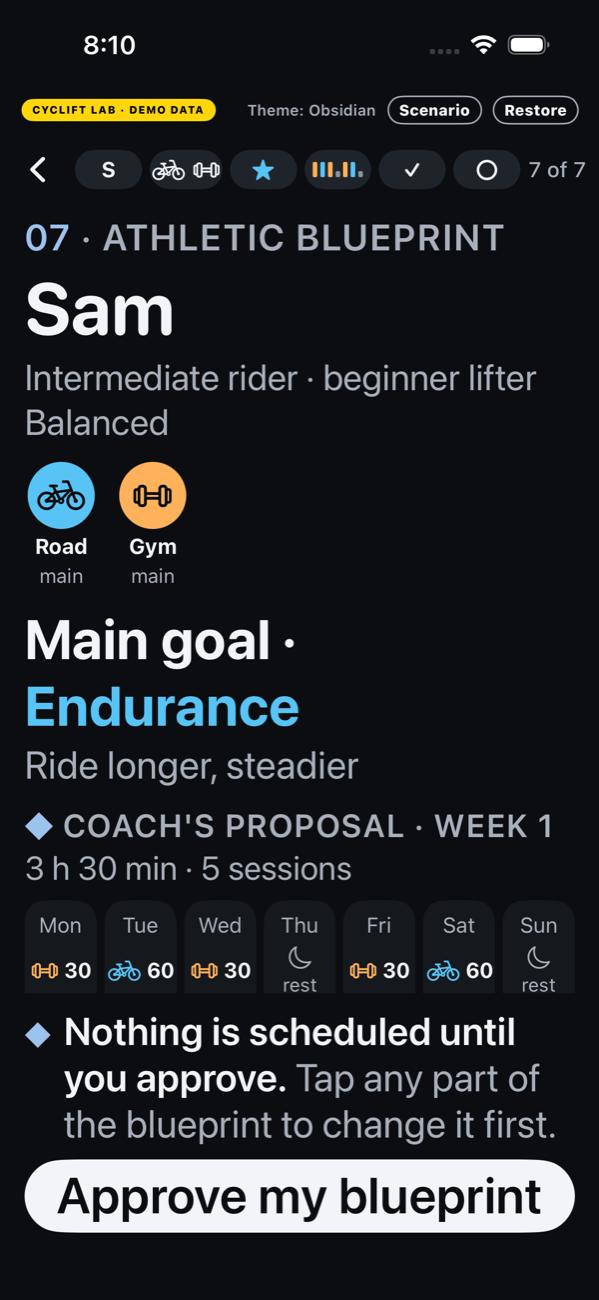 8:10
CYCLIFT LAB · DEMO DATA Theme: Obsidian Scenario Restore
S 7 of 7
07 · ATHLETIC BLUEPRINT
Sam
Intermediate rider · beginner lifter
Balanced
Road Gym
main main
Main goal ·
Endurance
Ride longer, steadier
COACH'S PROPOSAL · WEEK 1
3 h 30 min · 5 sessions
Mon Tue Wed Thu Fri Sat Sun
30 60 30 rest 30 60 rest
Nothing is scheduled until
you approve. Tap any part of
the blueprint to change it first.
Approve my blueprint